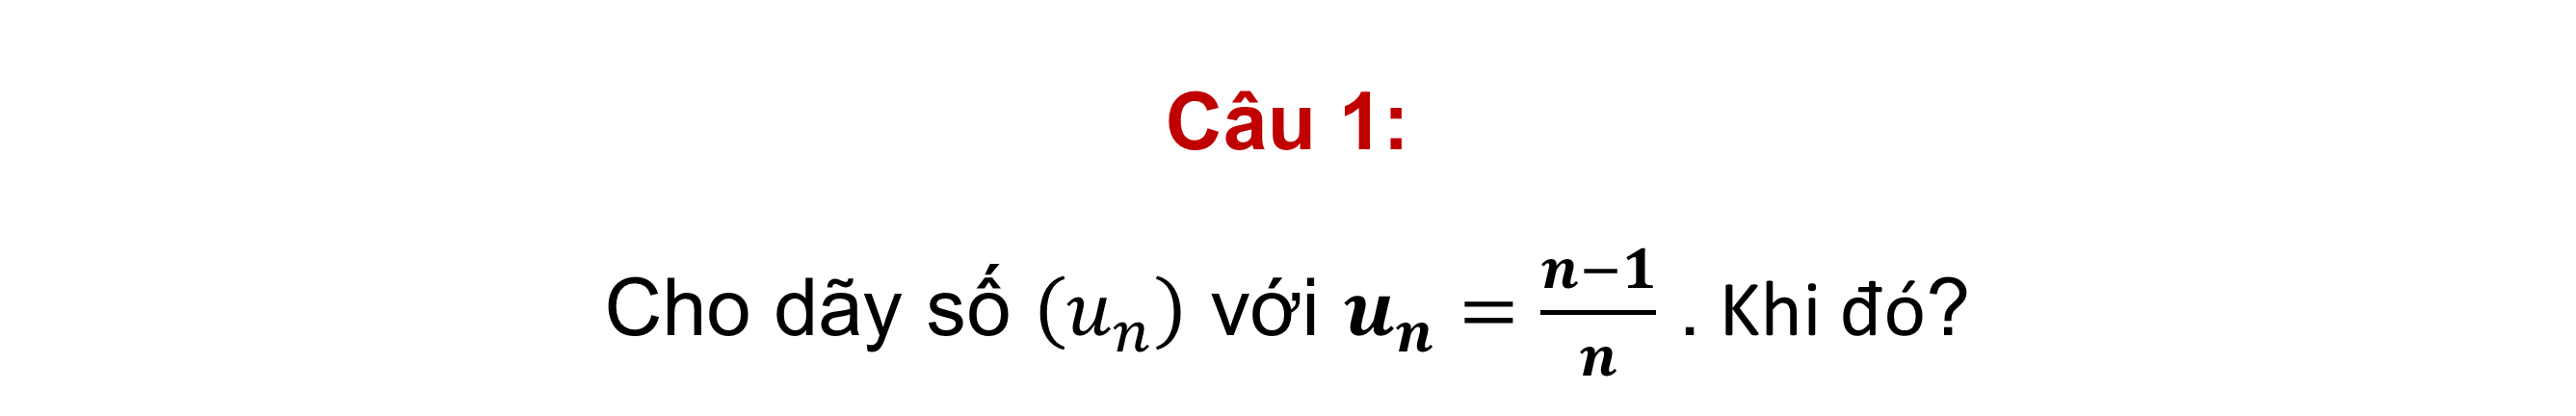 Câu 1:
Cho dãy số (uₙ) với uₙ = (n−1)/n . Khi đó?